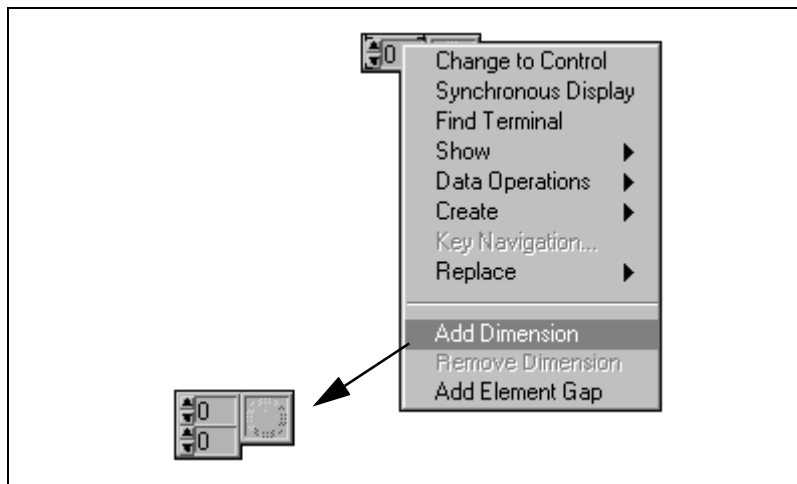 0
Change to Control
Synchronous Display
Find Terminal
Show
Data Operations
Create
Key Navigation...
Replace
Add Dimension
Remove Dimension
Add Element Gap
0
0